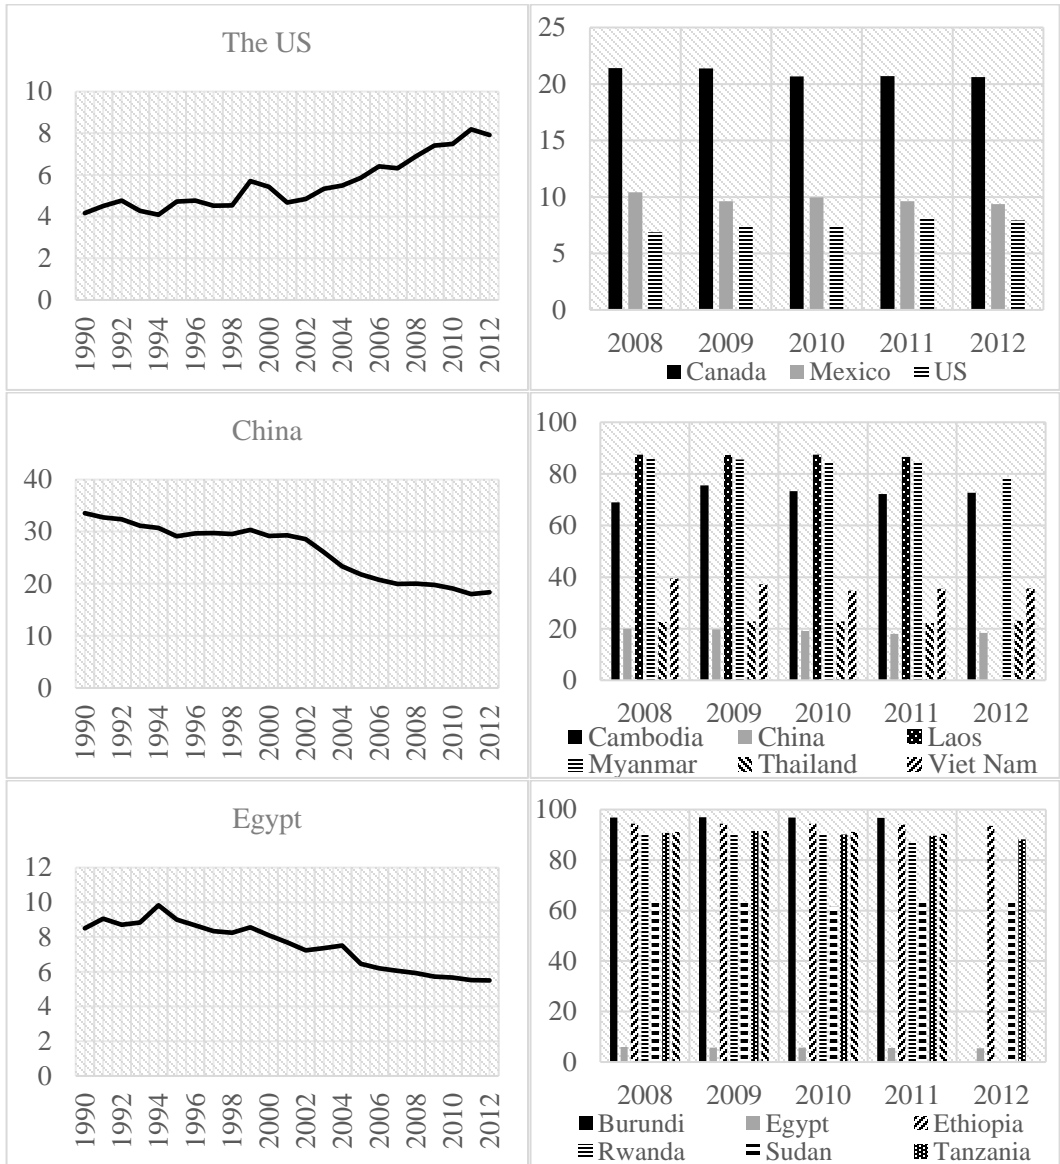 The US
10
8
6
4
2
0
1990 1992 1994 1996 1998 2000 2002 2004 2006 2008 2010 2012
25
20
15
10
5
0
2008 2009 2010 2011 2012
Canada Mexico US
China
40
30
20
10
0
1990 1992 1994 1996 1998 2000 2002 2004 2006 2008 2010 2012
100
80
60
40
20
0
2008 2009 2010 2011 2012
Cambodia China Laos
Myanmar Thailand Viet Nam
Egypt
12
10
8
6
4
2
0
1990 1992 1994 1996 1998 2000 2002 2004 2006 2008 2010 2012
100
80
60
40
20
0
2008 2009 2010 2011 2012
Burundi Egypt Ethiopia
Rwanda Sudan Tanzania